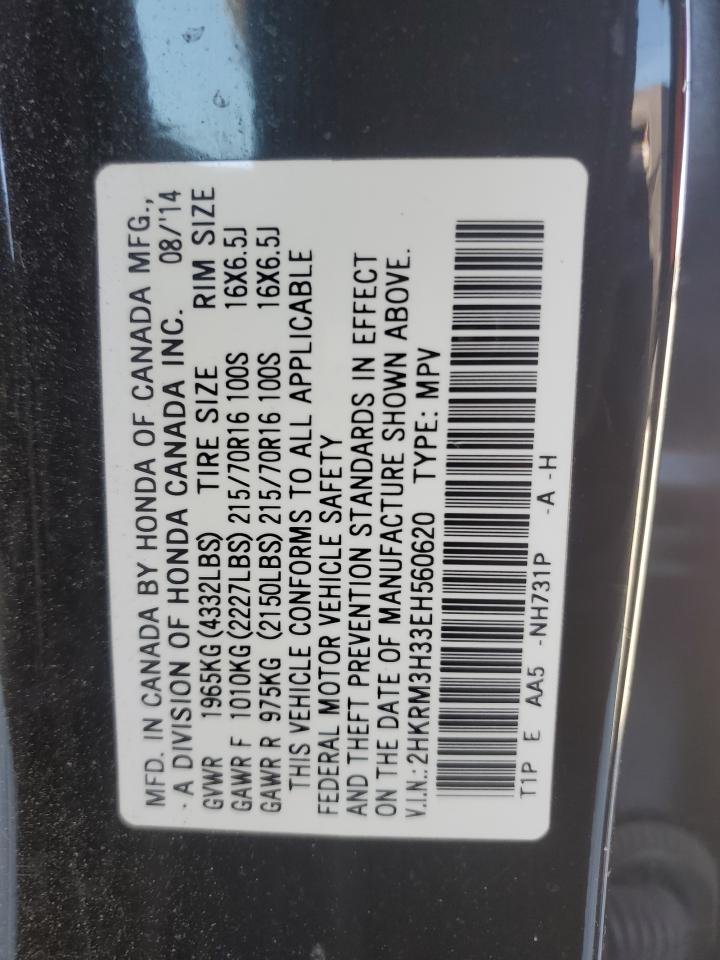 MFD. IN CANADA BY HONDA OF CANADA MFG.,
· A DIVISION OF HONDA CANADA INC. 08/'14
GVWR 1965KG (4332LBS) TIRE SIZE RIM SIZE
GAWR F 1010KG (2227LBS) 215/70R16 100S 16X6.5J
GAWR R 975KG (2150LBS) 215/70R16 100S 16X6.5J
THIS VEHICLE CONFORMS TO ALL APPLICABLE
FEDERAL MOTOR VEHICLE SAFETY
AND THEFT PREVENTION STANDARDS IN EFFECT
ON THE DATE OF MANUFACTURE SHOWN ABOVE.
V.I.N.: 2HKRM3H33EH560620 TYPE: MPV
T1P E AA5 -NH731P -A -H